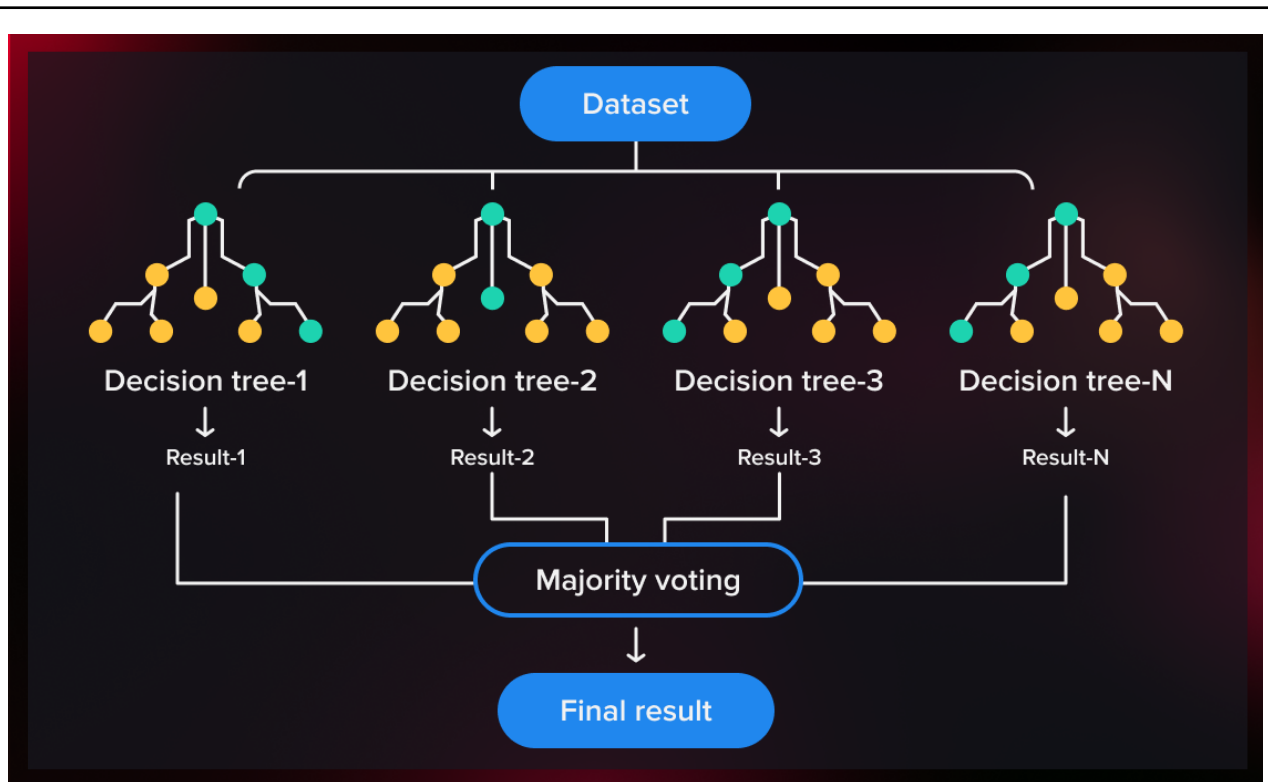 Dataset
Decision tree-1
Decision tree-2
Decision tree-3
Decision tree-N
Result-1
Result-2
Result-3
Result-N
Majority voting
Final result